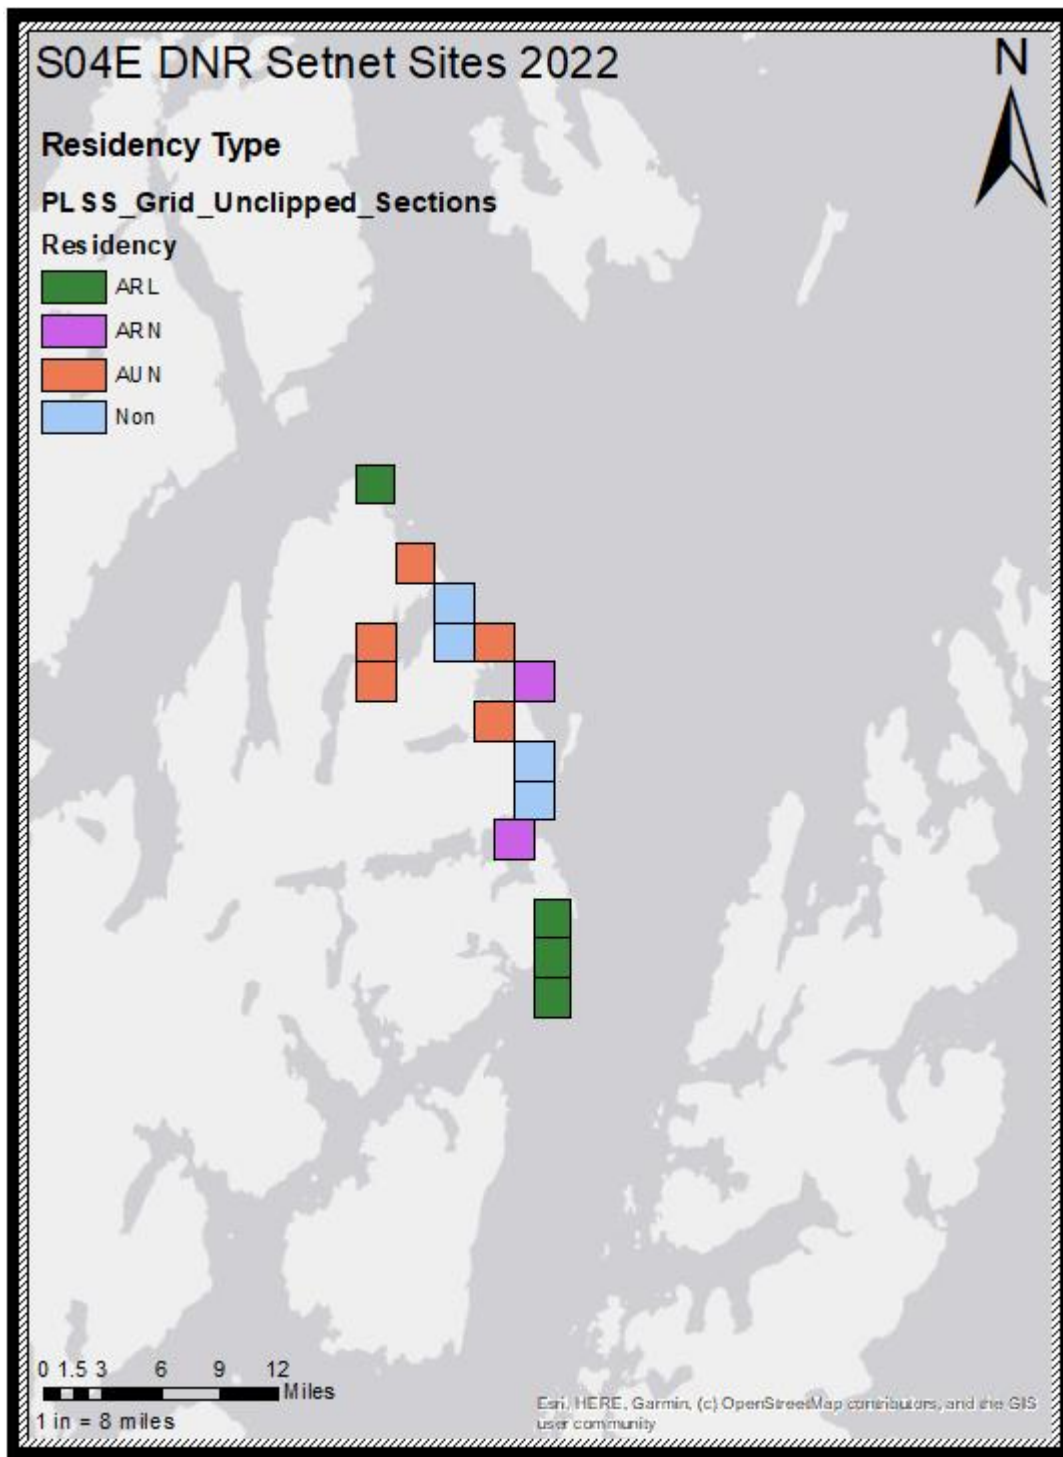 S04E DNR Setnet Sites 2022
N
Residency Type
PLSS_Grid_Unclipped_Sections
Residency
ARL
ARN
AUN
Non
0 1.5 3 6 9 12
Miles
1 in = 8 miles
Esri, HERE, Garmin, (c) OpenStreetMap contributors, and the GIS
user community